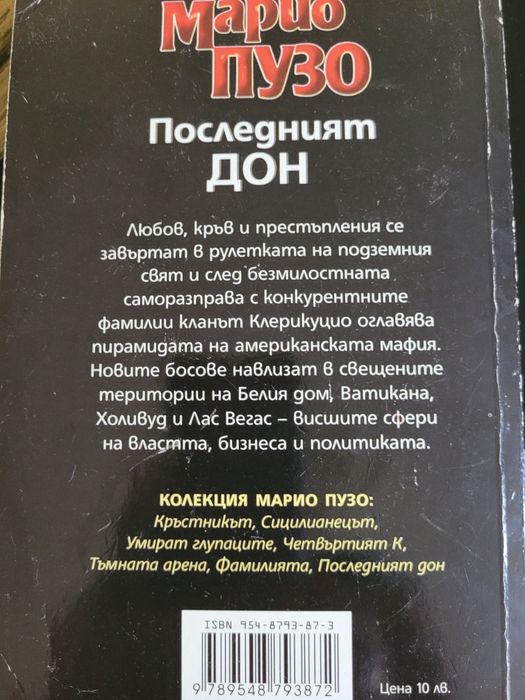 Марио
ПУЗО
Последният
ДОН
Любов, кръв и престъпления се
завъртат в рулетката на подземния
свят и след безмилостната
саморазправа с конкурентните
фамилии кланът Клерикуцио оглавява
пирамидата на американската мафия.
Новите босове навлизат в свещените
територии на Белия дом, Ватикана,
Холивуд и Лас Вегас – висшите сфери
на властта, бизнеса и политиката.
КОЛЕКЦИЯ МАРИО ПУЗО:
Кръстникът, Сицилианецът,
Умират глупаците, Четвъртият К,
Тъмната арена, Фамилията, Последният дон
ISBN 954-8793-87-3
9 789548 793872
Цена 10 лв.